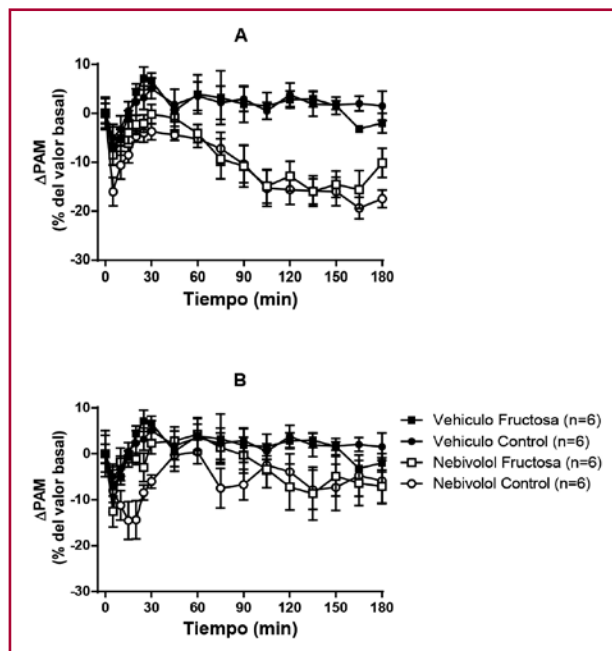 A
10
0
-10
-20
-30
ΔPAM
(% del valor basal)
0 30 60 90 120 150 180
Tiempo (min)
B
10
0
-10
-20
-30
ΔPAM
(% del valor basal)
0 30 60 90 120 150 180
Tiempo (min)
Vehiculo Fructosa (n=6)
Vehiculo Control (n=6)
Nebivolol Fructosa (n=6)
Nebivolol Control (n=6)